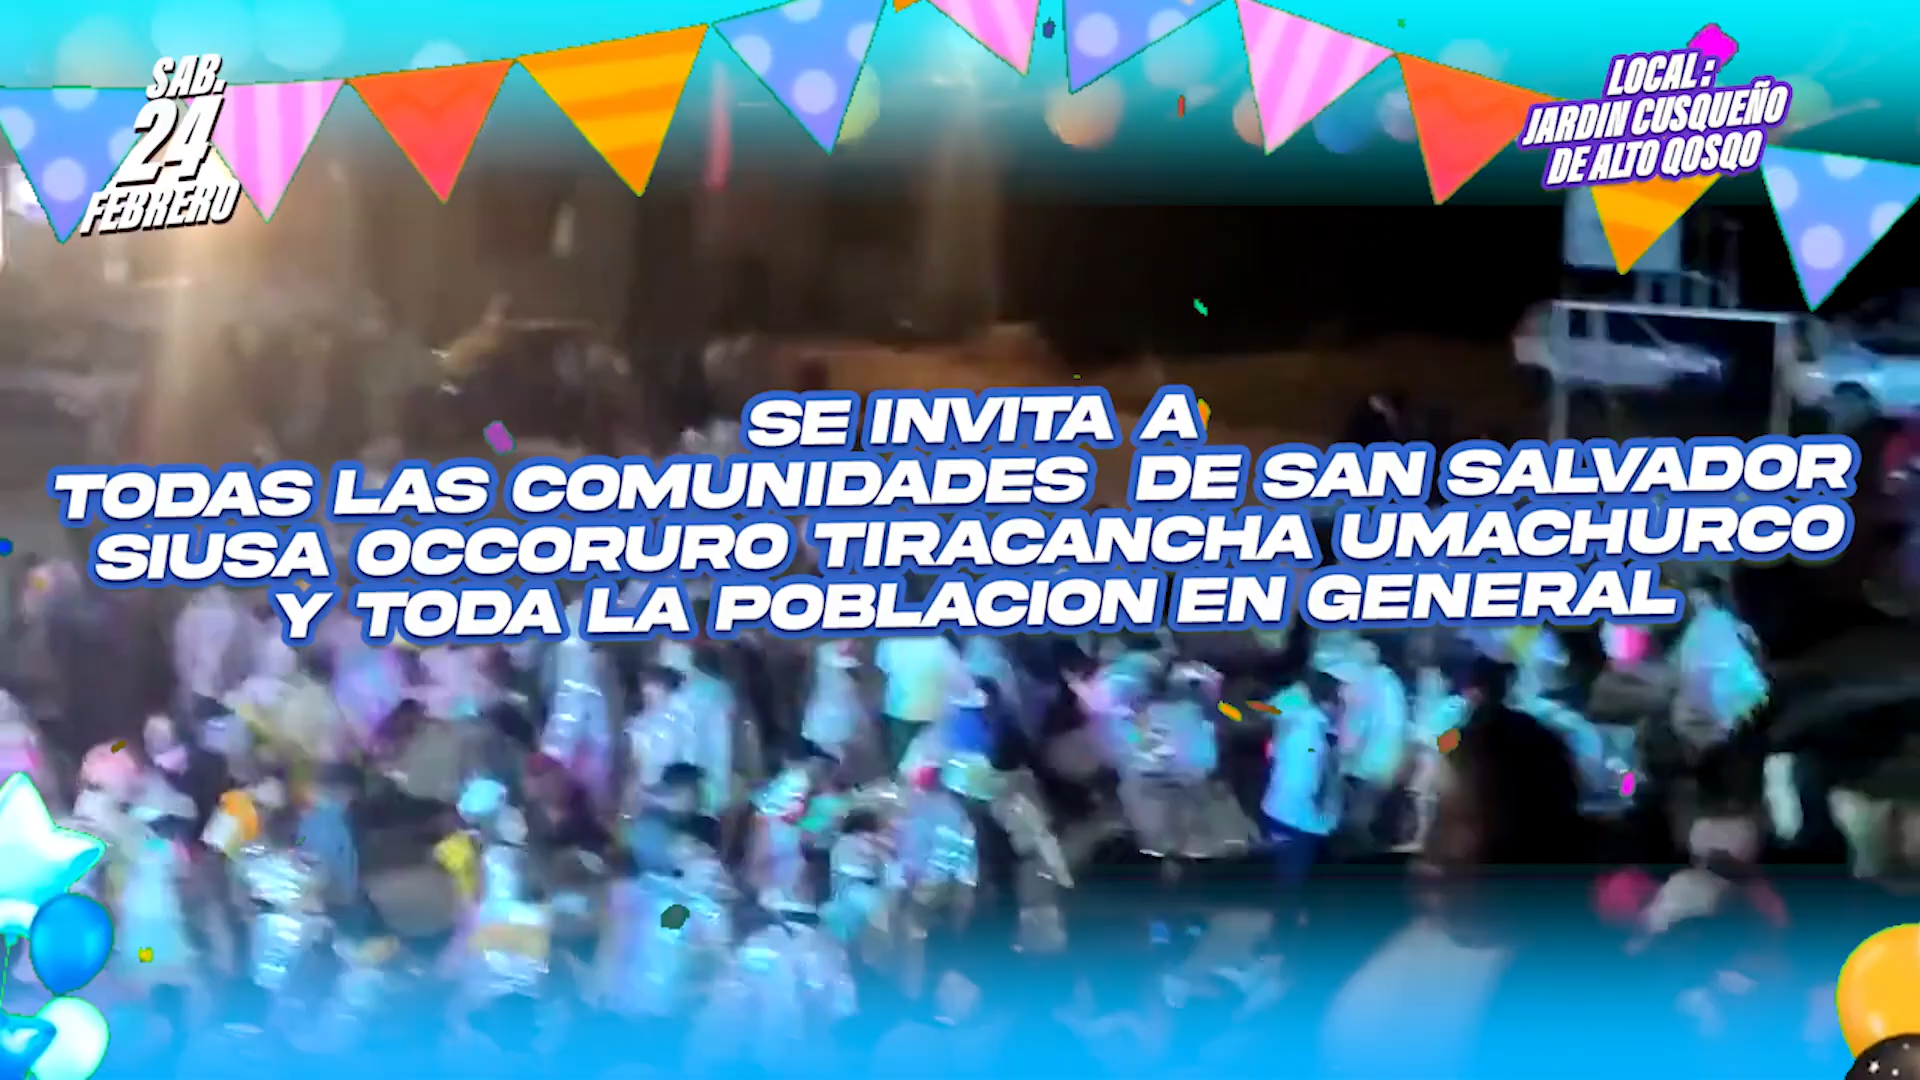 SAB.
24
FEBRERO
LOCAL :
JARDIN CUSQUEÑO
DE ALTO QOSQO
SE INVITA A
TODAS LAS COMUNIDADES DE SAN SALVADOR
SIUSA OCCORURO TIRACANCHA UMACHURCO
Y TODA LA POBLACION EN GENERAL